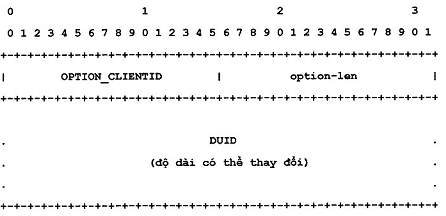 0 1 2 3
0 1 2 3 4 5 6 7 8 9 0 1 2 3 4 5 6 7 8 9 0 1 2 3 4 5 6 7 8 9 0 1
+-+-+-+-+-+-+-+-+-+-+-+-+-+-+-+-+-+-+-+-+-+-+-+-+-+-+-+-+-+-+-+-+
| OPTION_CLIENTID | option-len |
+-+-+-+-+-+-+-+-+-+-+-+-+-+-+-+-+-+-+-+-+-+-+-+-+-+-+-+-+-+-+-+-+
. DUID .
. (độ dài có thể thay đổi) .
. .
+-+-+-+-+-+-+-+-+-+-+-+-+-+-+-+-+-+-+-+-+-+-+-+-+-+-+-+-+-+-+-+-+